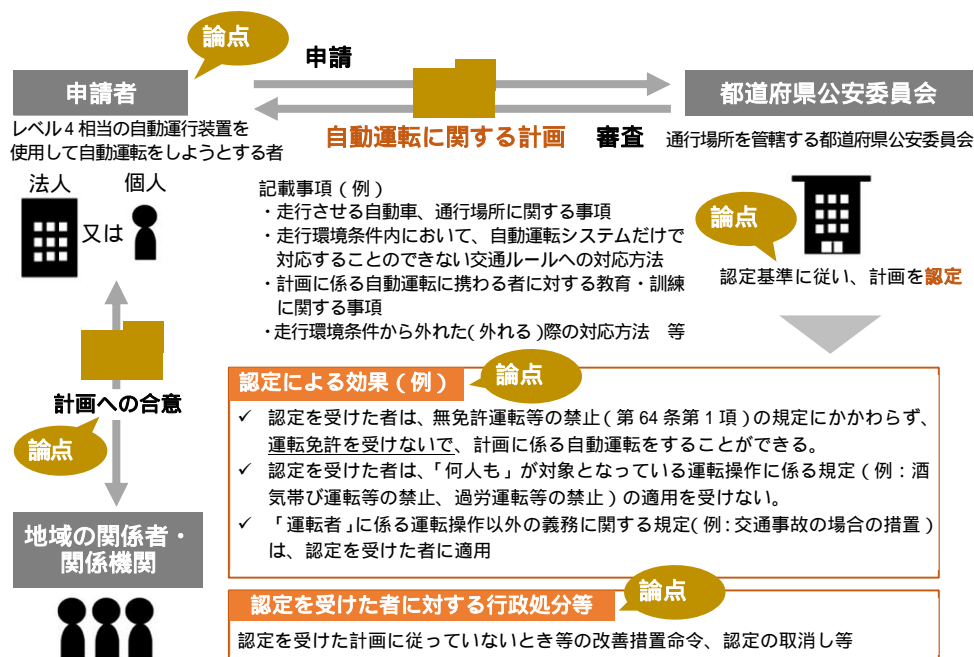 論点
申請
申請者
都道府県公安委員会
レベル4相当の自動運行装置を
使用して自動運転をしようとする者
自動運転に関する計画
審査
通行場所を管轄する都道府県公安委員会
法人
又は
個人
記載事項(例)
・走行させる自動車、通行場所に関する事項
・走行環境条件内において、自動運転システムだけで
対応することのできない交通ルールへの対応方法
・計画に係る自動運転に携わる者に対する教育・訓練
に関する事項
・走行環境条件から外れた(外れる)際の対応方法 等
論点
認定基準に従い、計画を認定
計画への合意
論点
地域の関係者・
関係機関
認定による効果(例)
論点
✓ 認定を受けた者は、無免許運転等の禁止(第64条第1項)の規定にかかわらず、
運転免許を受けないで、計画に係る自動運転をすることができる。
✓ 認定を受けた者は、「何人も」が対象となっている運転操作に係る規定(例:酒
気帯び運転等の禁止、過労運転等の禁止)の適用を受けない。
✓ 「運転者」に係る運転操作以外の義務に関する規定(例:交通事故の場合の措置)
は、認定を受けた者に適用
認定を受けた者に対する行政処分等
論点
認定を受けた計画に従っていないとき等の改善措置命令、認定の取消し等